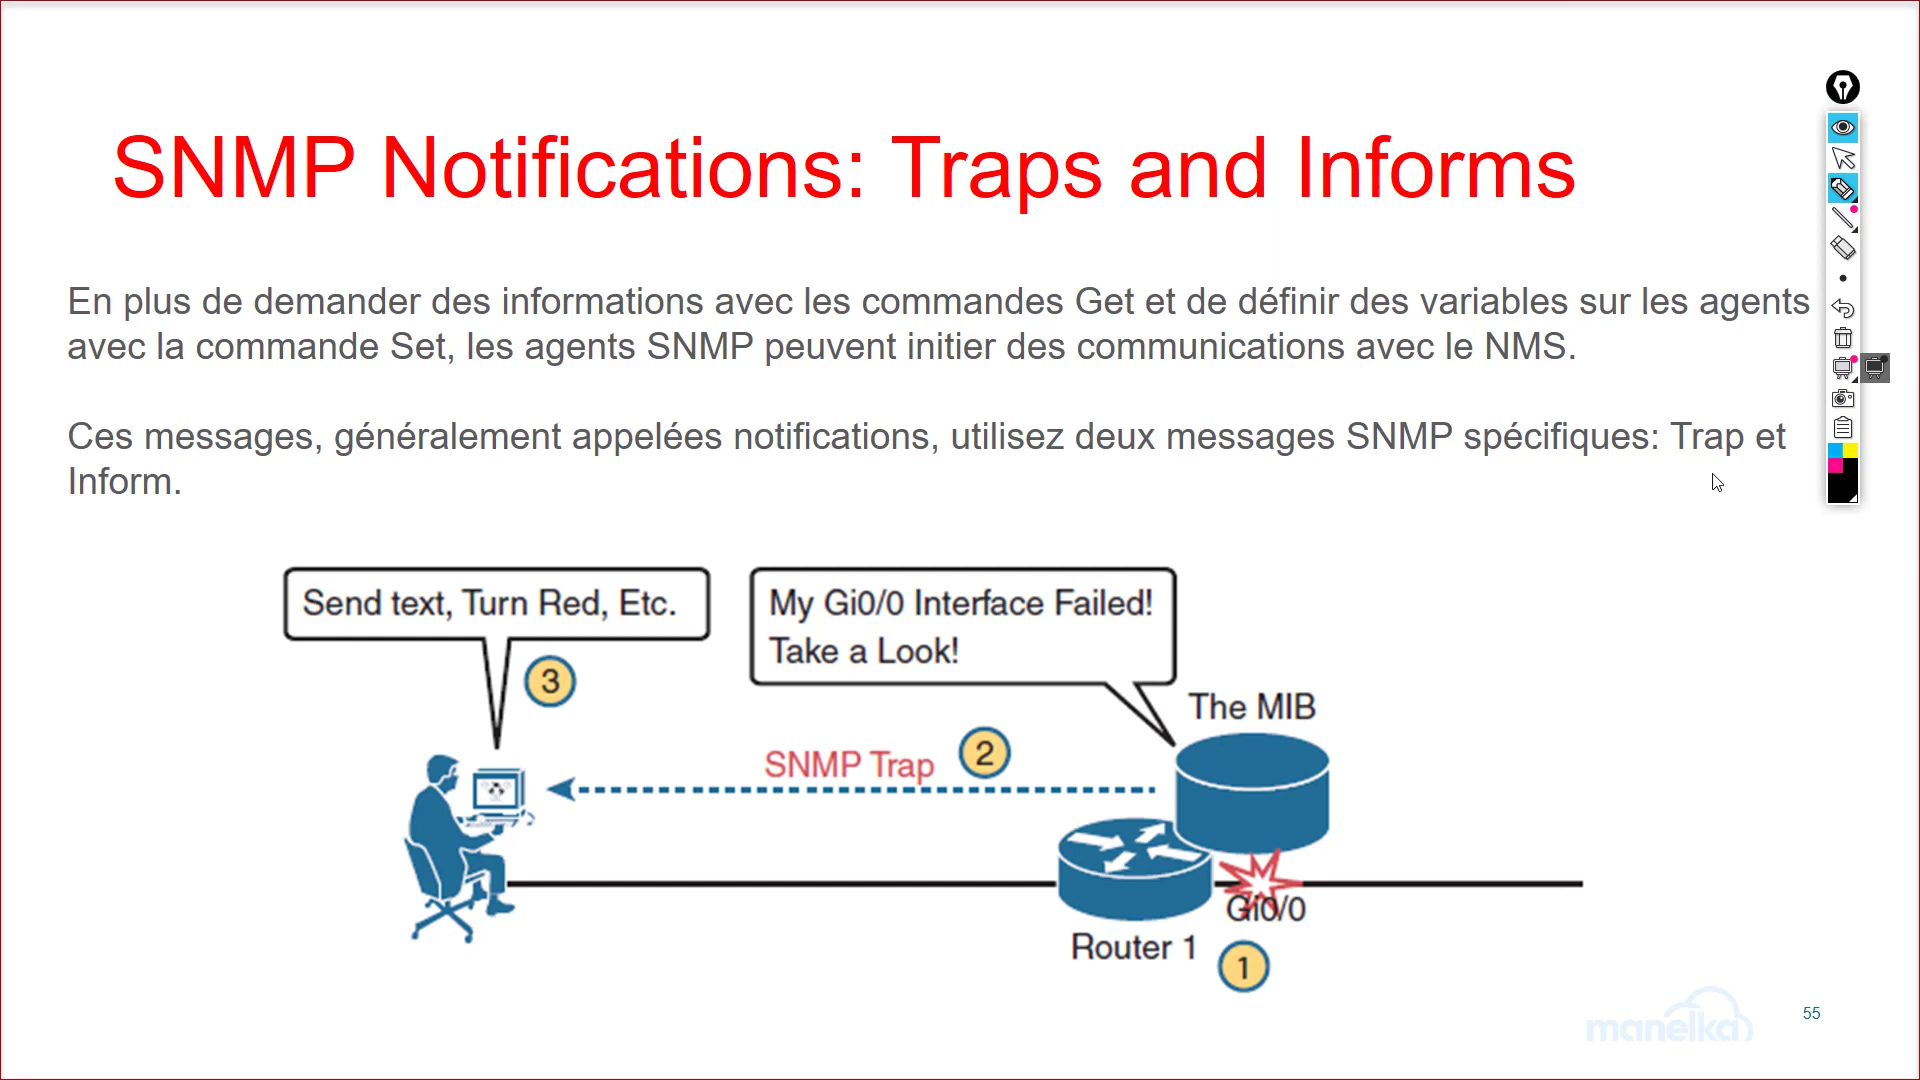 SNMP Notifications: Traps and Informs
En plus de demander des informations avec les commandes Get et de définir des variables sur les agents
avec la commande Set, les agents SNMP peuvent initier des communications avec le NMS.
Ces messages, généralement appelées notifications, utilisez deux messages SNMP spécifiques: Trap et
Inform.
Send text, Turn Red, Etc.
3
My Gi0/0 Interface Failed!
Take a Look!
The MIB
SNMP Trap
2
Gi0/0
Router 1
1
manelka
55